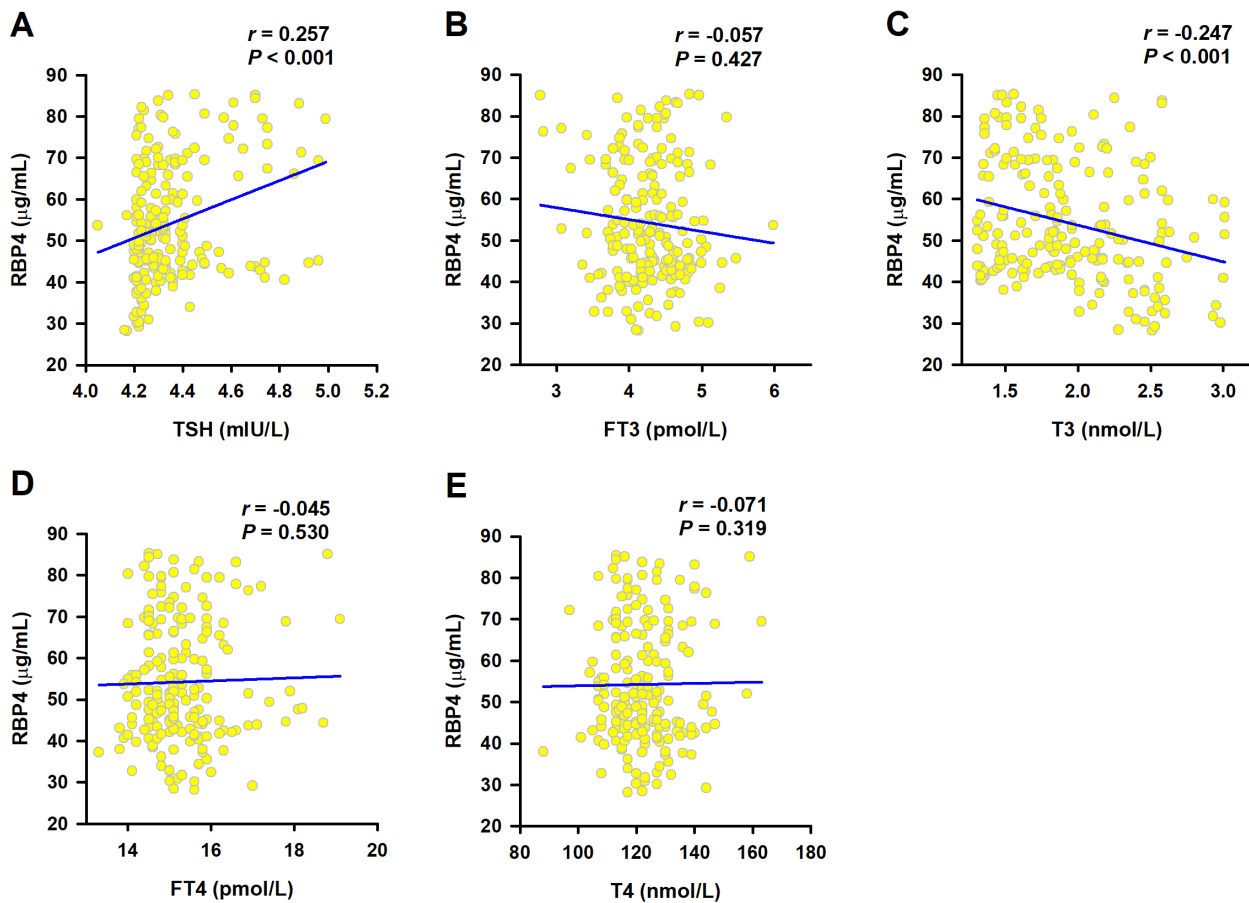 A
r = 0.257
P < 0.001
90
80
70
60
50
40
30
20
RBP4 (μg/mL)
4.0 4.2 4.4 4.6 4.8 5.0 5.2
TSH (mIU/L)
B
r = -0.057
P = 0.427
90
80
70
60
50
40
30
20
RBP4 (μg/mL)
3 4 5 6
FT3 (pmol/L)
C
r = -0.247
P < 0.001
90
80
70
60
50
40
30
20
RBP4 (μg/mL)
1.5 2.0 2.5 3.0
T3 (nmol/L)
D
r = -0.045
P = 0.530
90
80
70
60
50
40
30
20
RBP4 (μg/mL)
14 16 18 20
FT4 (pmol/L)
E
r = -0.071
P = 0.319
90
80
70
60
50
40
30
20
RBP4 (μg/mL)
80 100 120 140 160 180
T4 (nmol/L)